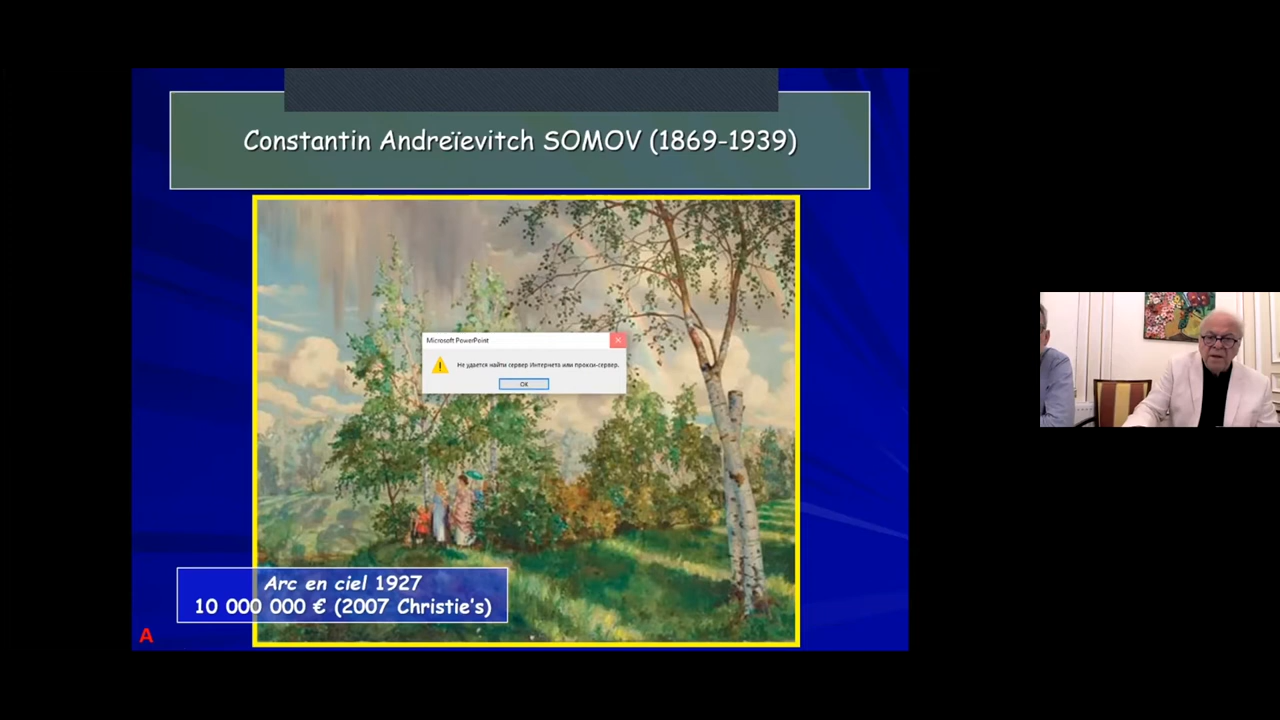 Constantin Andreïevitch SOMOV (1869-1939)
Microsoft PowerPoint
Не удается найти сервер Интернета или прокси-сервер.
OK
Arc en ciel 1927
10 000 000 € (2007 Christie's)
A